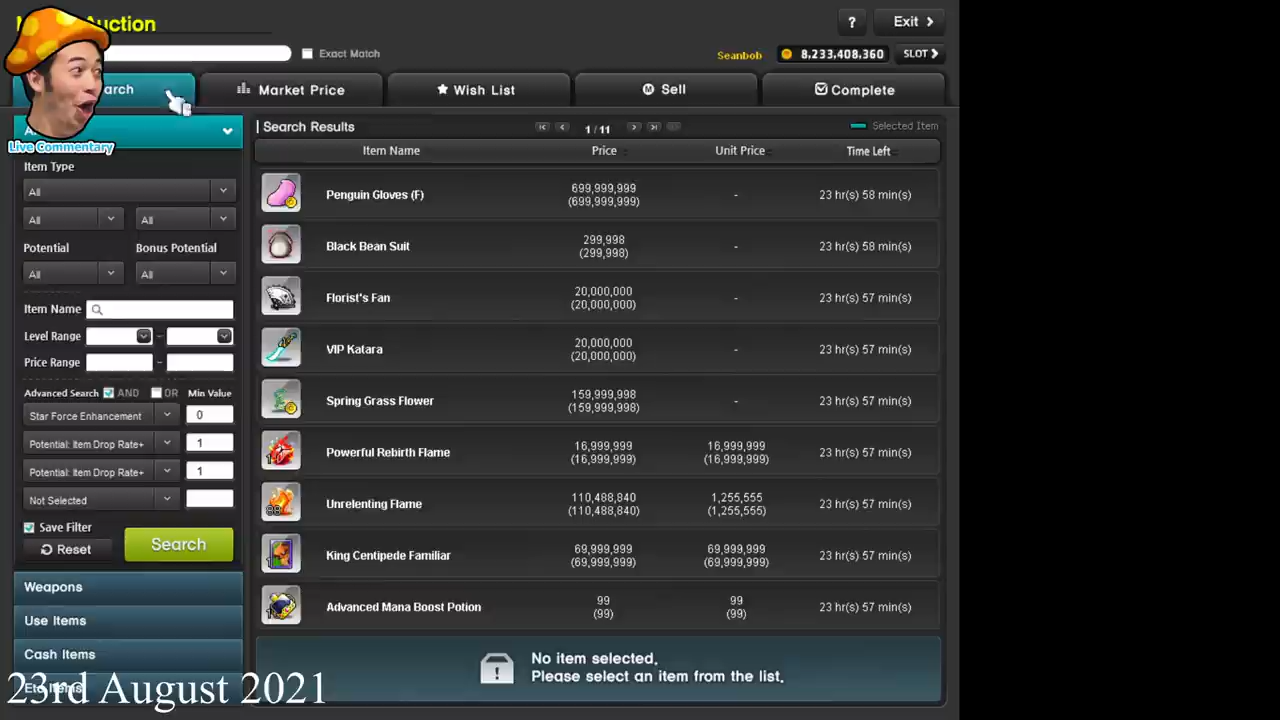 Auction
?
Exit >
Exact Match
Seanbob
8,233,408,360
SLOT >
arch
Market Price
Wish List
Sell
Complete
Live Commentary
Search Results
1 / 11
Selected Item
Item Name
Price
Unit Price
Time Left
Item Type
All
All
All
Potential
Bonus Potential
All
All
Item Name
Level Range
-
Price Range
-
Advanced Search
AND
OR
Min Value
Star Force Enhancement
0
Potential: Item Drop Rate+
1
Potential: Item Drop Rate+
1
Not Selected
Save Filter
Reset
Search
Weapons
Use Items
Cash Items
Penguin Gloves (F)
699,999,999
(699,999,999)
-
23 hr(s) 58 min(s)
Black Bean Suit
299,998
(299,998)
-
23 hr(s) 58 min(s)
Florist's Fan
20,000,000
(20,000,000)
-
23 hr(s) 57 min(s)
VIP Katara
20,000,000
(20,000,000)
-
23 hr(s) 57 min(s)
Spring Grass Flower
159,999,998
(159,999,998)
-
23 hr(s) 57 min(s)
1
Powerful Rebirth Flame
16,999,999
(16,999,999)
16,999,999
(16,999,999)
23 hr(s) 57 min(s)
88
Unrelenting Flame
110,488,840
(110,488,840)
1,255,555
(1,255,555)
23 hr(s) 57 min(s)
1
King Centipede Familiar
69,999,999
(69,999,999)
69,999,999
(69,999,999)
23 hr(s) 57 min(s)
1
Advanced Mana Boost Potion
99
(99)
99
(99)
23 hr(s) 57 min(s)
No item selected.
Please select an item from the list.
23rd August 2021